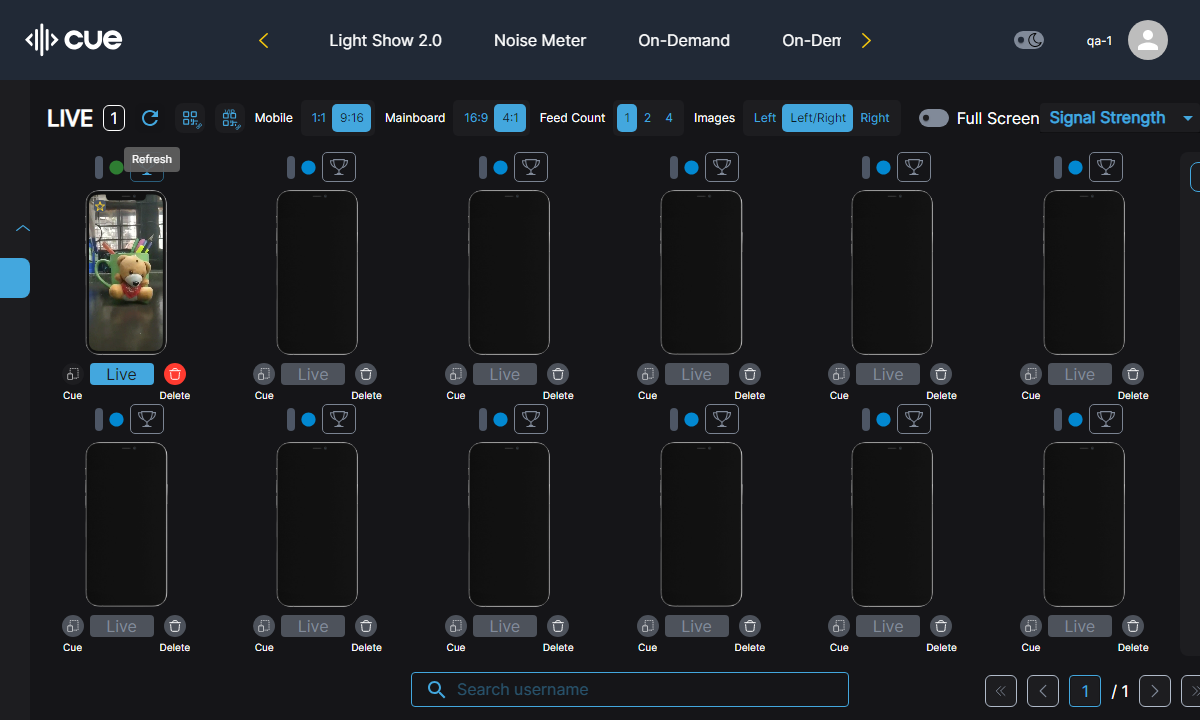 cue
Light Show 2.0
Noise Meter
On-Demand
On-Dem
qa-1
LIVE 1
Mobile 1:1 9:16
Mainboard 16:9 4:1
Feed Count 1 2 4
Images Left Left/Right Right
Full Screen
Signal Strength
Refresh
Live Live Live Live Live Live
Cue Delete Cue Delete Cue Delete Cue Delete Cue Delete Cue Delete
Live Live Live Live Live Live
Cue Delete Cue Delete Cue Delete Cue Delete Cue Delete Cue Delete
Search username
1 / 1